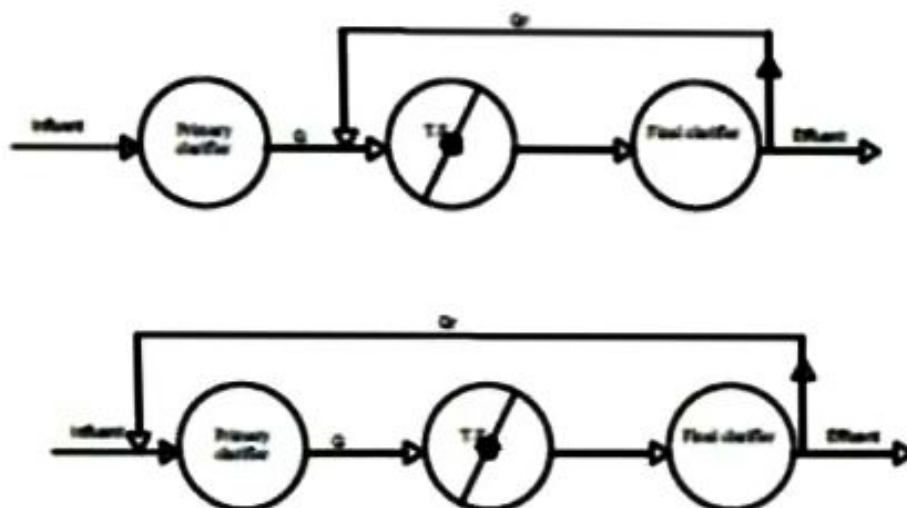 Qr
Influent
Primary
clarifier
Q
T.F
Final clarifier
Effluent
Qr
Influent
Primary
clarifier
Q
T.F
Final clarifier
Effluent